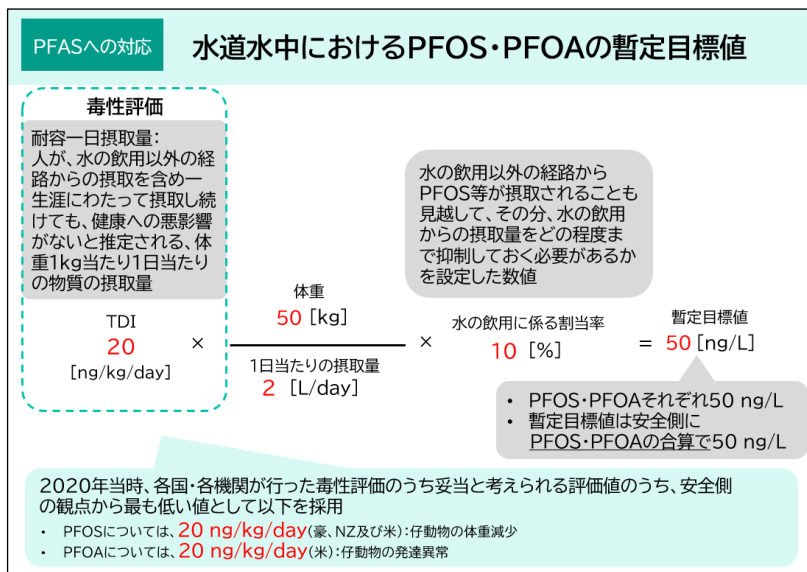 PFASへの対応
水道水中におけるPFOS・PFOAの暫定目標値
毒性評価
耐容一日摂取量：
人が、水の飲用以外の経
路からの摂取を含め一
生涯にわたって摂取し続
けても、健康への悪影響
がないと推定される、体
重1kg当たり1日当たり
の物質の摂取量
水の飲用以外の経路から
PFOS等が摂取されることも
見越して、その分、水の飲用
からの摂取量をどの程度ま
で抑制しておく必要があるか
を設定した数値
TDI
20
[ng/kg/day]
×
体重
50 [kg]
1日当たりの摂取量
2 [L/day]
×
水の飲用に係る割当率
10 [%]
=
暫定目標値
50 [ng/L]
• PFOS・PFOAそれぞれ50 ng/L
• 暫定目標値は安全側に
PFOS・PFOAの合算で50 ng/L
2020年当時、各国・各機関が行った毒性評価のうち妥当と考えられる評価値のうち、安全側
の観点から最も低い値として以下を採用
• PFOSについては、20 ng/kg/day(豪、NZ及び米)：仔動物の体重減少
• PFOAについては、20 ng/kg/day(米)：仔動物の発達異常